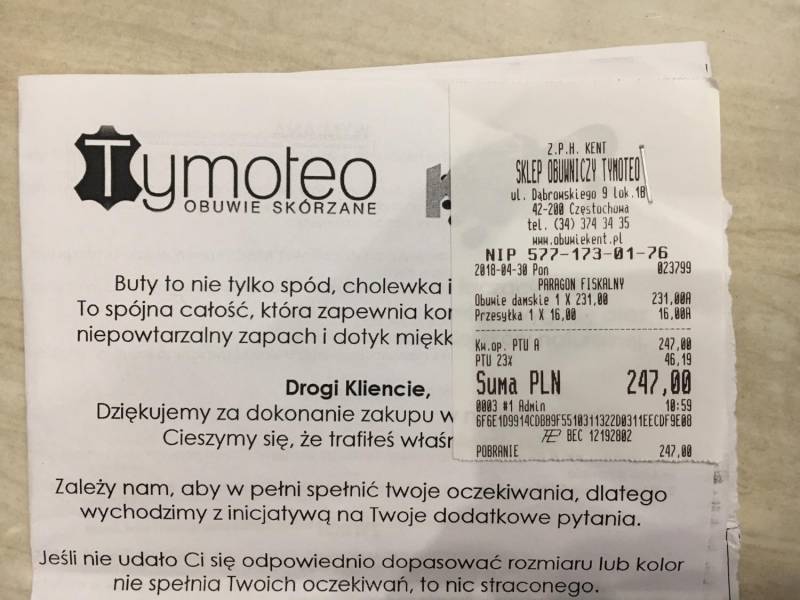 Tymoteo
OBUWIE SKÓRZANE
Buty to nie tylko spód, cholewka i
To spójna całość, która zapewnia
niepowtarzalny zapach i dotyk
Drogi Kliencie,
Dziękujemy za dokonanie zakupu w
Cieszymy się, że trafiłeś
Zależy nam, aby w pełni spełnić twoje oczekiwania, dlatego
wychodzimy z inicjatywą na Twoje dodatkowe pytania.
Jeśli nie udało Ci się odpowiednio dopasować rozmiaru lub kolor
nie spełnia Twoich oczekiwań, to nic straconego.
Z.P.H. KENT
SKLEP OBUWNICZY TYMOTEO
ul. Dąbrowskiego 9 lok.1B
42-200 Częstochowa
tel. (34) 374 34 35
www.obuwiekent.pl
NIP 577-173-01-76
2018-04-30 Pon 023799
PARAGON FISKALNY
Obuwie damskie 1 X 231,00 231,00A
Przesyłka 1 X 16,00 16,00A
Kw.op. PTU A 247,00
PTU 23% 46,19
Suma PLN 247,00
0003 #1 Admin 10:59
6F6E1D9914CDBB9F5510311322D0311EECDF9E08
BEC 12192802
POBRANIE 247,00